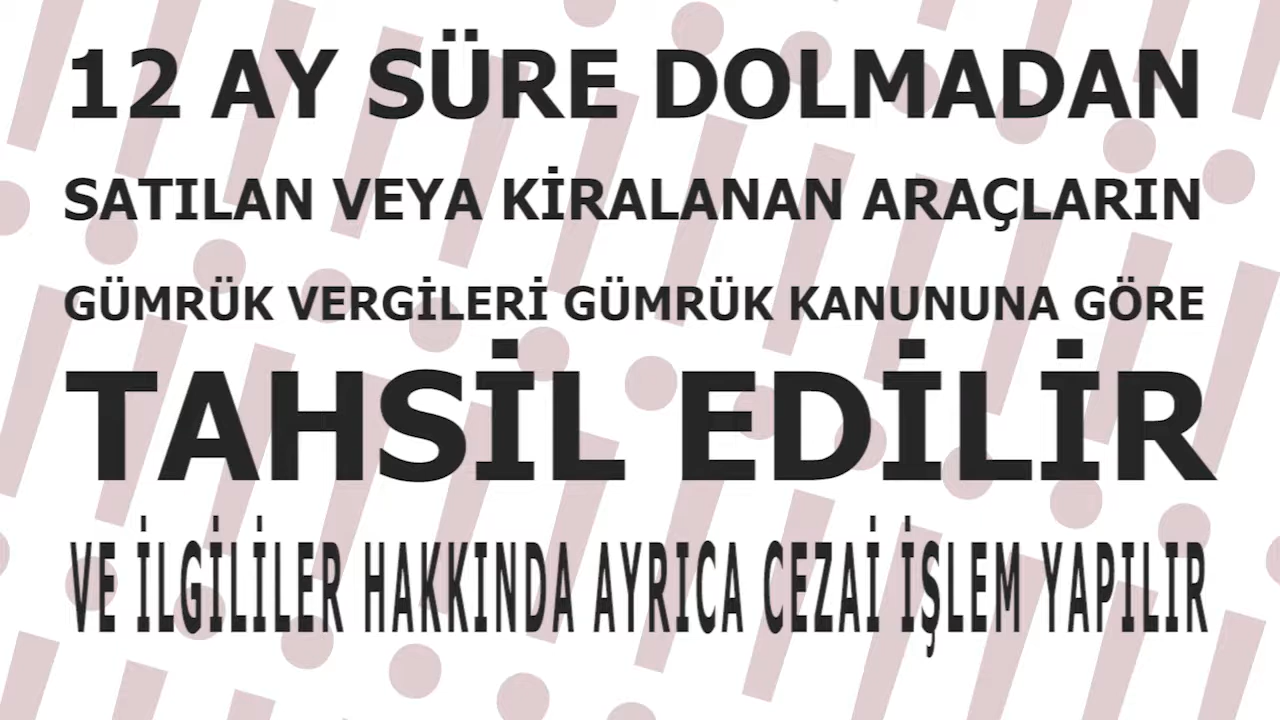 12 AY SÜRE DOLMADAN
SATILAN VEYA KİRALANAN ARAÇLARIN
GÜMRÜK VERGİLERİ GÜMRÜK KANUNUNA GÖRE
TAHSİL EDİLİR
VE İLGİLİLER HAKKINDA AYRICA CEZAİ İŞLEM YAPILIR